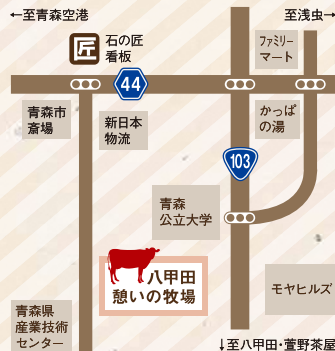 ←至青森空港
至浅虫→
匠
石の匠
看板
ファミリー
マート
44
青森市
斎場
新日本
物流
かっぱ
の湯
103
青森
公立大学
八甲田
憩いの牧場
モヤヒルズ
青森県
産業技術
センター
↓至八甲田・萱野茶屋